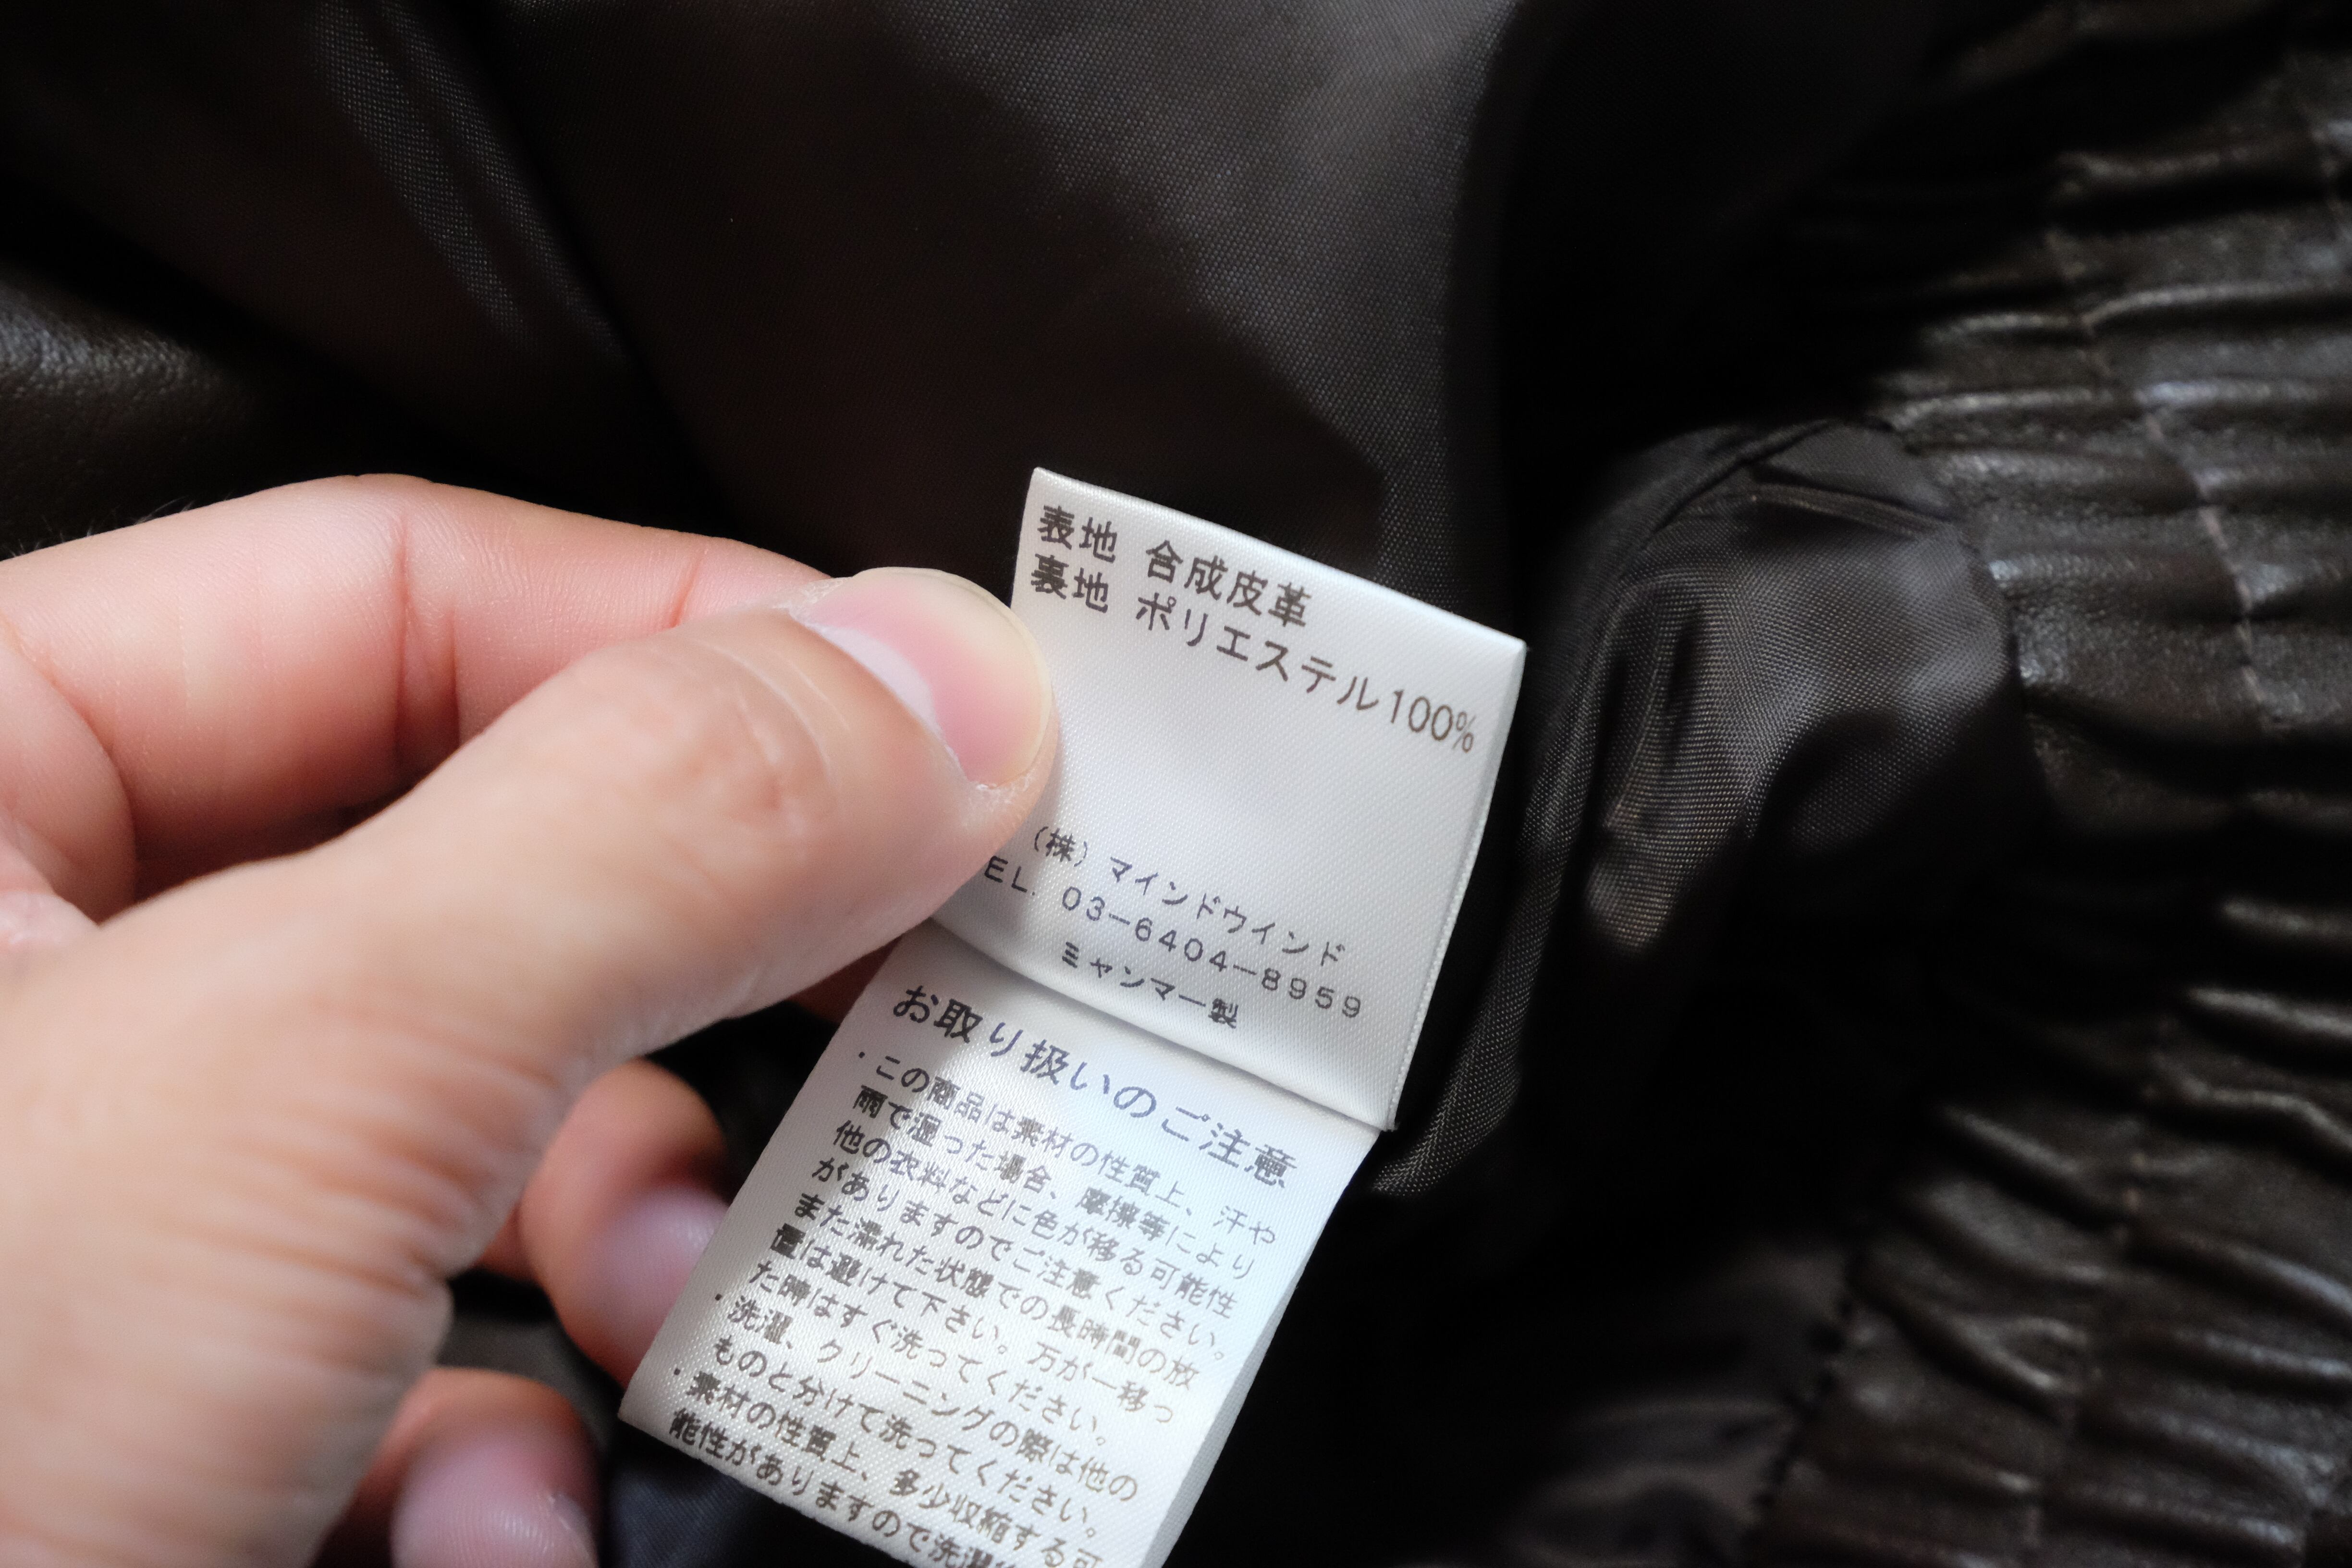 表地 合成皮革
裏地 ポリエステル100%
(株) マインドウインド
EL. 03-6404-8959
ミャンマー製
お取り扱いのご注意
・この商品は素材の性質上、汗や
雨で湿った場合、摩擦等により
他の衣料などに色が移る可能性
がありますのでご注意ください。
また濡れた状態での長時間の放
置は避けて下さい。万が一移っ
た時はすぐ洗ってください。
・洗濯、クリーニングの際は他の
ものと分けて洗ってください。
・素材の性質上、多少収縮する可
能性がありますので洗濯